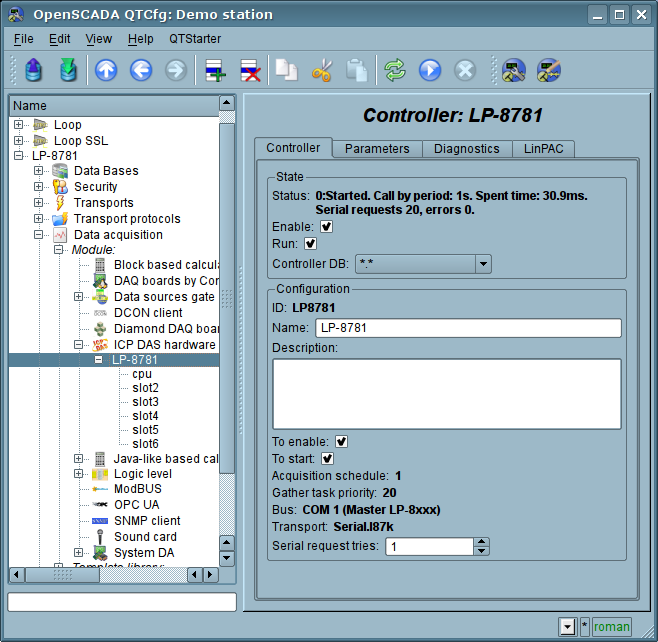 OpenSCADA QTCfg: Demo station
File Edit View Help QTStarter
Name
Loop
Loop SSL
LP-8781
Data Bases
Security
Transports
Transport protocols
Data acquisition
Module:
Block based calcula
DAQ boards by Cor
Data sources gate
DCON client
Diamond DAQ boar
ICP DAS hardware
LP-8781
cpu
slot2
slot3
slot4
slot5
slot6
Java-like based cal
Logic level
ModBUS
OPC UA
SNMP client
Sound card
System DA
Template library:
Controller: LP-8781
Controller Parameters Diagnostics LinPAC
State
Status: 0:Started. Call by period: 1s. Spent time: 30.9ms.
Serial requests 20, errors 0.
Enable:
Run:
Controller DB: *.*
Configuration
ID: LP8781
Name: LP-8781
Description:
To enable:
To start:
Acquisition schedule: 1
Gather task priority: 20
Bus: COM 1 (Master LP-8xxx)
Transport: Serial.I87k
Serial request tries: 1
* roman